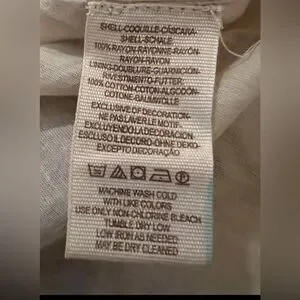 SHELL-COQUILLE-CASCARA-
SHELL-SCHALE
100% RAYON-RAYONNE-RAYON-
RAYON-RAYON
LINING-DOUBLURE-GUARNICION-
RIVESTIMENTO-FUTTER-
100% COTTON-COTON-ALGODÓN-
COTONE-BAUMWOLLE
EXCLUSIVE OF DECORATION-
NE PAS LAVER LE MOTIF-
EXCLUYENDO LA DECORACION-
ESCLUSO IL DECORO-OHNE DEKO-
EXCEPTO DECORAÇÃO
MACHINE WASH COLD
WITH LIKE COLORS
USE ONLY NON-CHLORINE BLEACH
TUMBLE DRY LOW
LOW IRON AS NEEDED
MAY BE DRY CLEANED